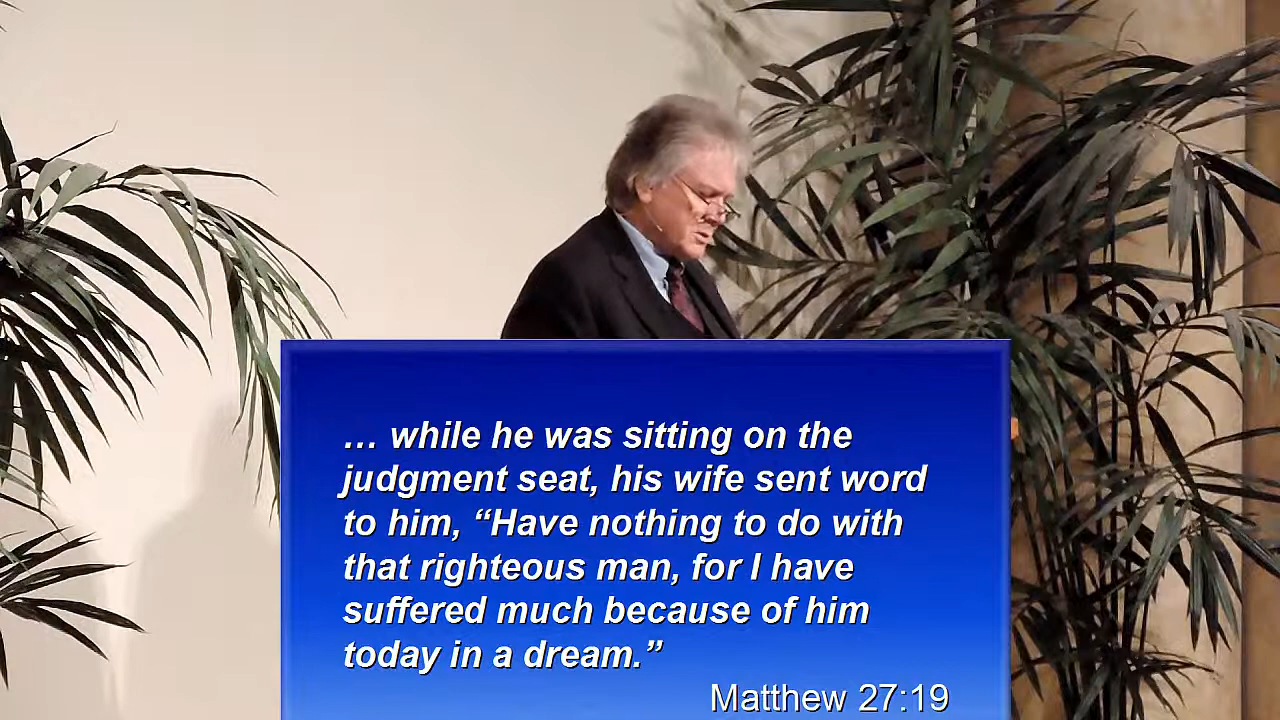 … while he was sitting on the
judgment seat, his wife sent word
to him, “Have nothing to do with
that righteous man, for I have
suffered much because of him
today in a dream.”
Matthew 27:19